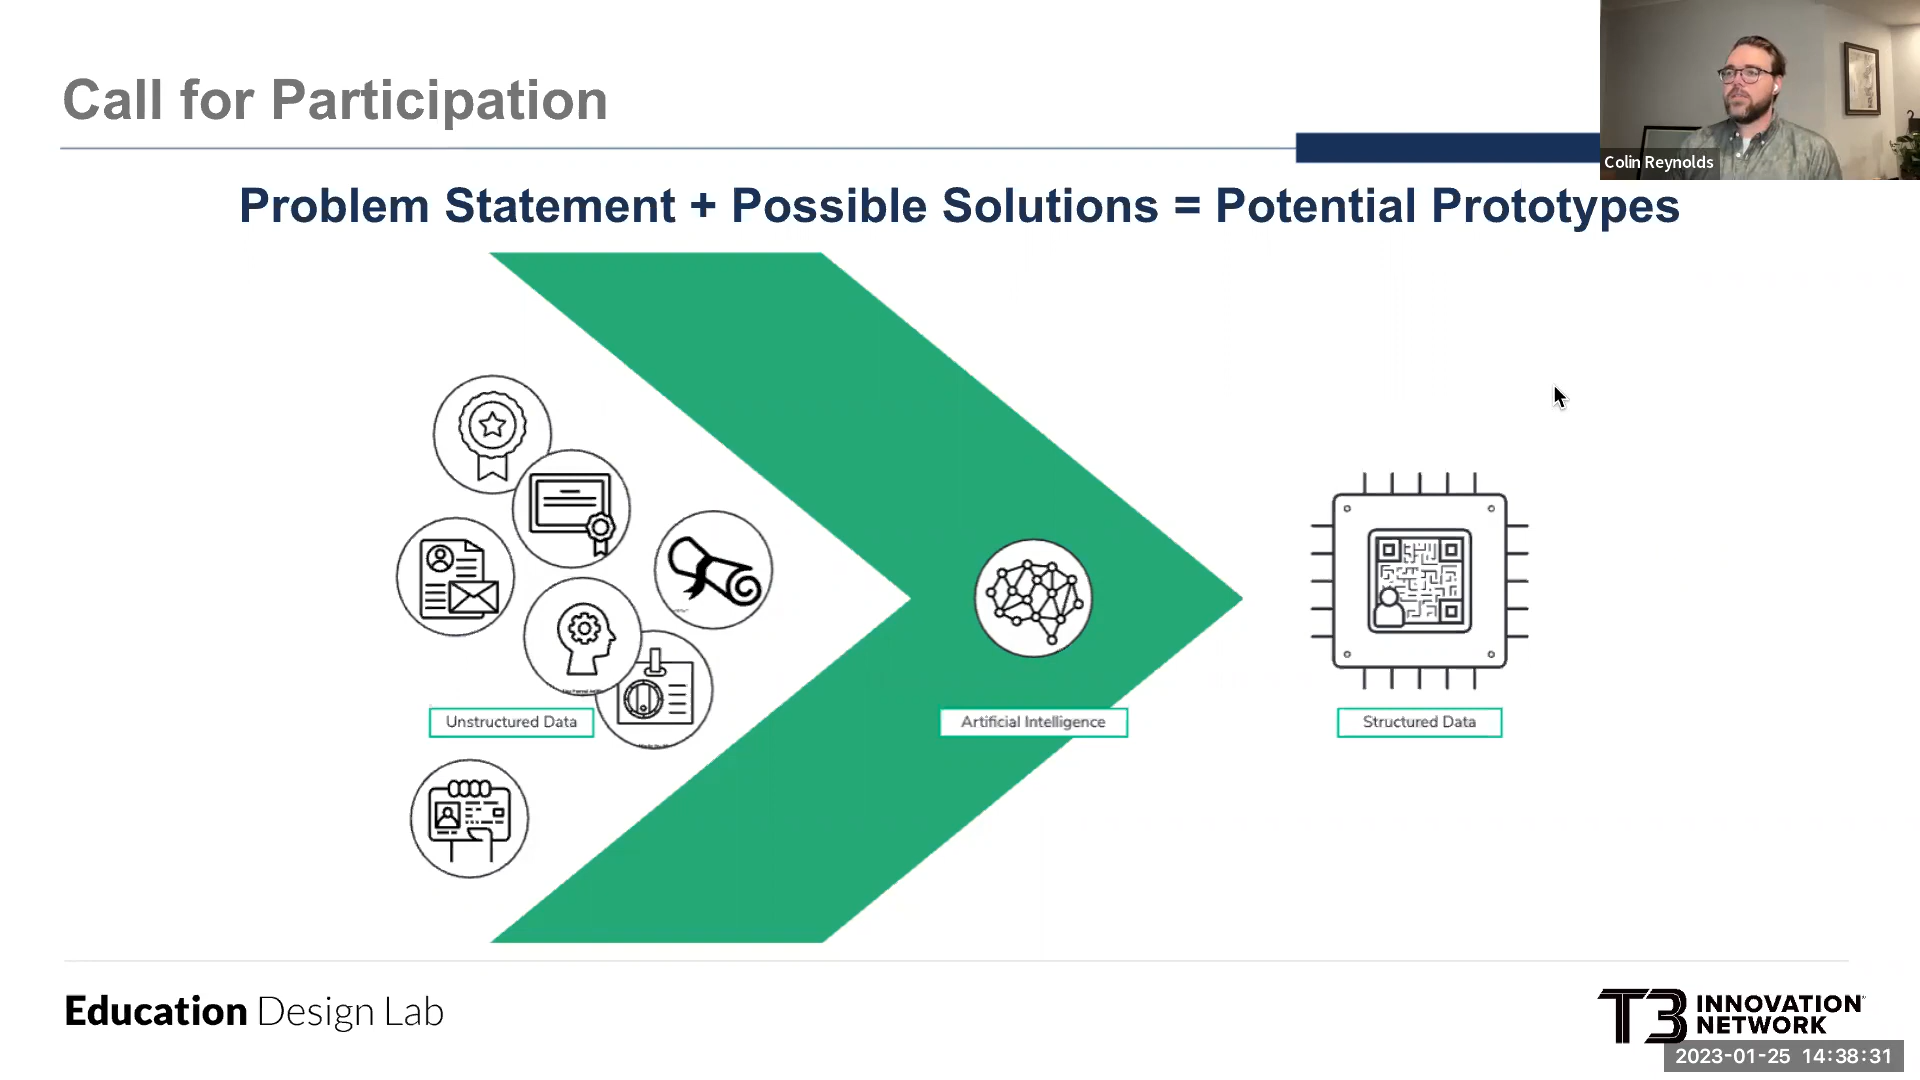 Call for Participation
Colin Reynolds
Problem Statement + Possible Solutions = Potential Prototypes
Unstructured Data
Artificial Intelligence
Structured Data
Education Design Lab
T3 INNOVATION
NETWORK
2023-01-25 14:38:31